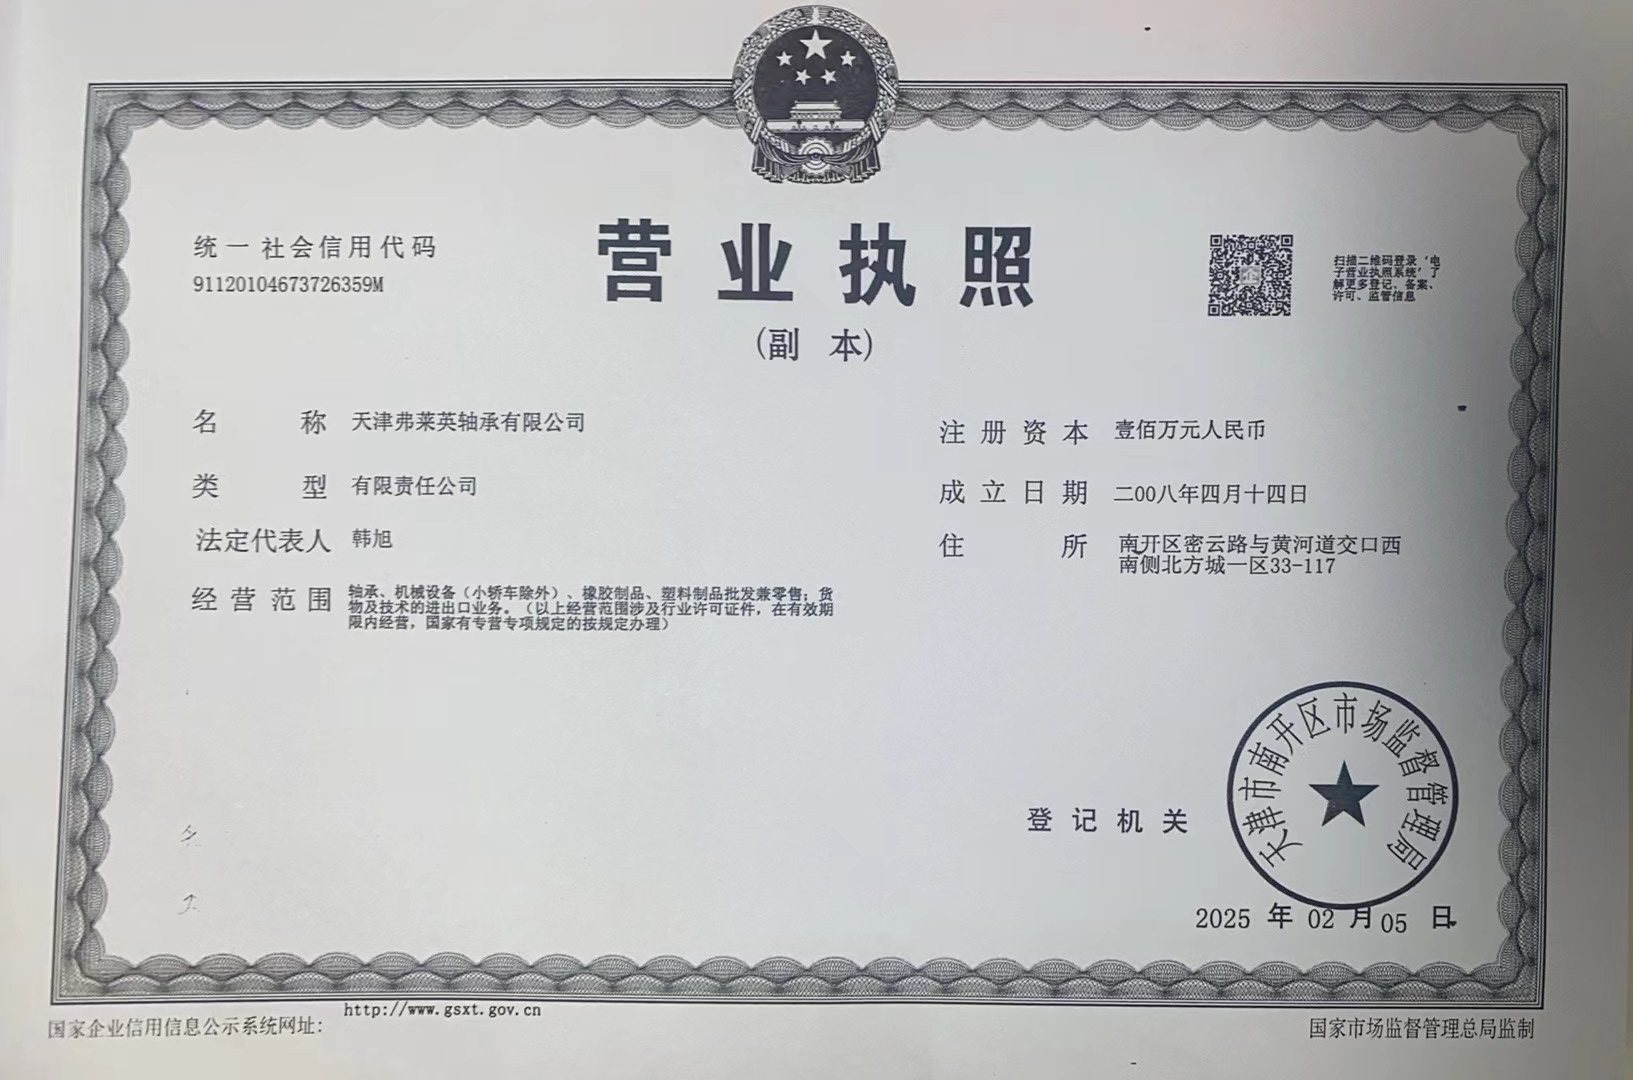 统一社会信用代码
91120104673726359M
营业执照
(副 本)
扫描二维码登录‘电
子营业执照系统’了
解更多登记、备案、
许可、监管信息
名 称 天津弗莱英轴承有限公司
类 型 有限责任公司
法定代表人 韩旭
经营范围 轴承、机械设备（小轿车除外）、橡胶制品、塑料制品批发兼零售；货
物及技术的进出口业务。（以上经营范围涉及行业许可证件，在有效期
限内经营，国家有专营专项规定的按规定办理）
注册资本 壹佰万元人民币
成立日期 二00八年四月十四日
住 所 南开区密云路与黄河道交口西
南侧北方城一区33-117
天津市南开区市场监督管理局
登记机关
2025 年 02 月 05 日
国家企业信用信息公示系统网址：
http://www.gsxt.gov.cn
国家市场监督管理总局监制